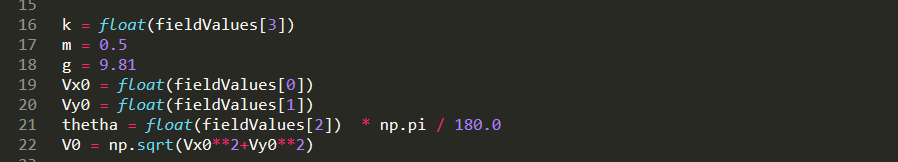 15
16 k = float(fieldValues[3])
17 m = 0.5
18 g = 9.81
19 Vx0 = float(fieldValues[0])
20 Vy0 = float(fieldValues[1])
21 thetha = float(fieldValues[2])  * np.pi / 180.0
22 V0 = np.sqrt(Vx0**2+Vy0**2)